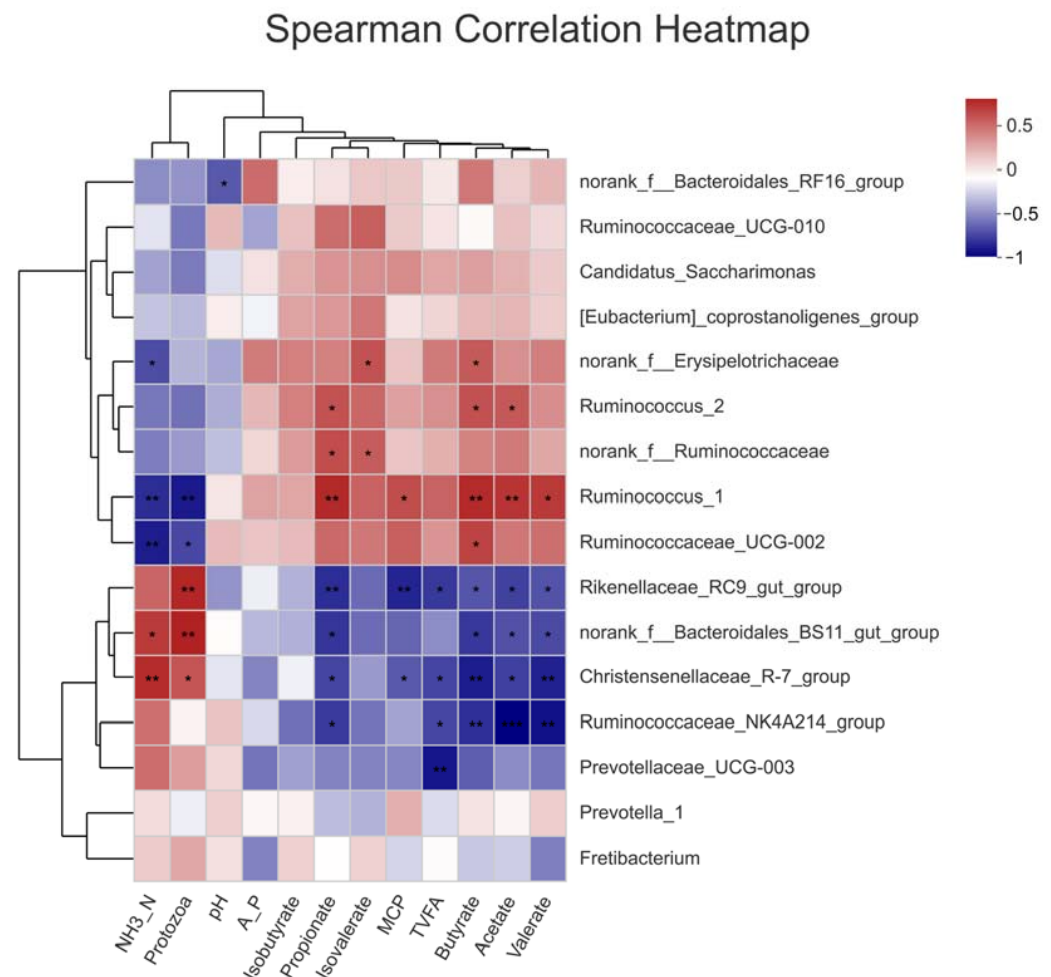 Spearman Correlation Heatmap
0.5
0
−0.5
−1
norank_f__Bacteroidales_RF16_group
*
Ruminococcaceae_UCG-010
Candidatus_Saccharimonas
[Eubacterium]_coprostanoligenes_group
* * *
norank_f__Erysipelotrichaceae
* * *
Ruminococcus_2
* *
norank_f__Ruminococcaceae
** ** ** * ** ** *
Ruminococcus_1
** * *
Ruminococcaceae_UCG-002
** ** ** * * * *
Rikenellaceae_RC9_gut_group
* ** * * * *
norank_f__Bacteroidales_BS11_gut_group
** * * * * ** * **
Christensenellaceae_R-7_group
* * ** *** **
Ruminococcaceae_NK4A214_group
**
Prevotellaceae_UCG-003
Prevotella_1
Fretibacterium
NH3_N
Protozoa
pH
A_P
Isobutyrate
Propionate
Isovalerate
MCP
TVFA
Butyrate
Acetate
Valerate